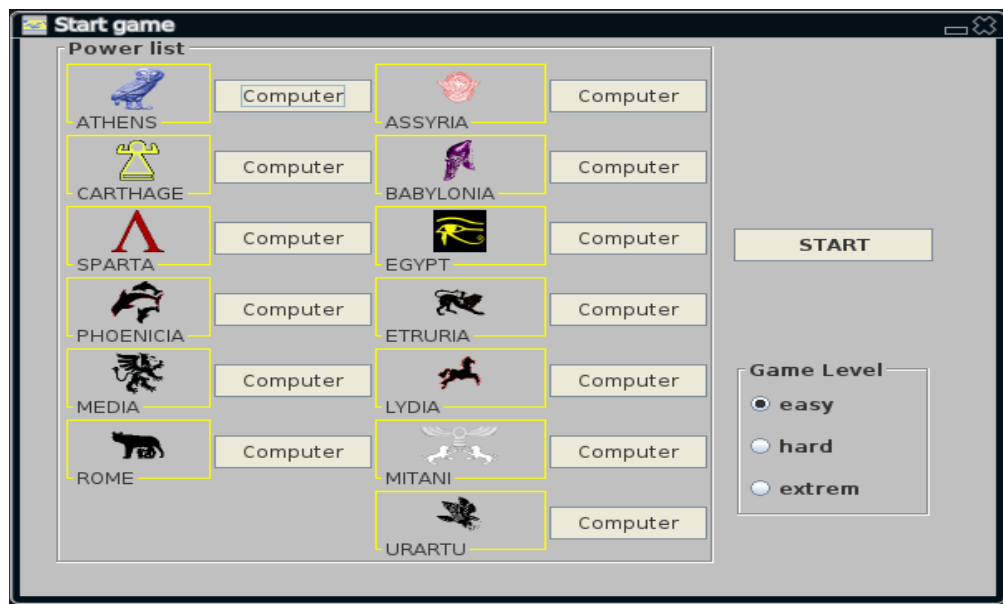 Start game
Power list
Computer
Computer
ATHENS
ASSYRIA
Computer
Computer
CARTHAGE
BABYLONIA
Computer
Computer
SPARTA
EGYPT
START
Computer
Computer
PHOENICIA
ETRURIA
Game Level
Computer
Computer
MEDIA
LYDIA
easy
Computer
Computer
hard
ROME
MITANI
extrem
Computer
URARTU